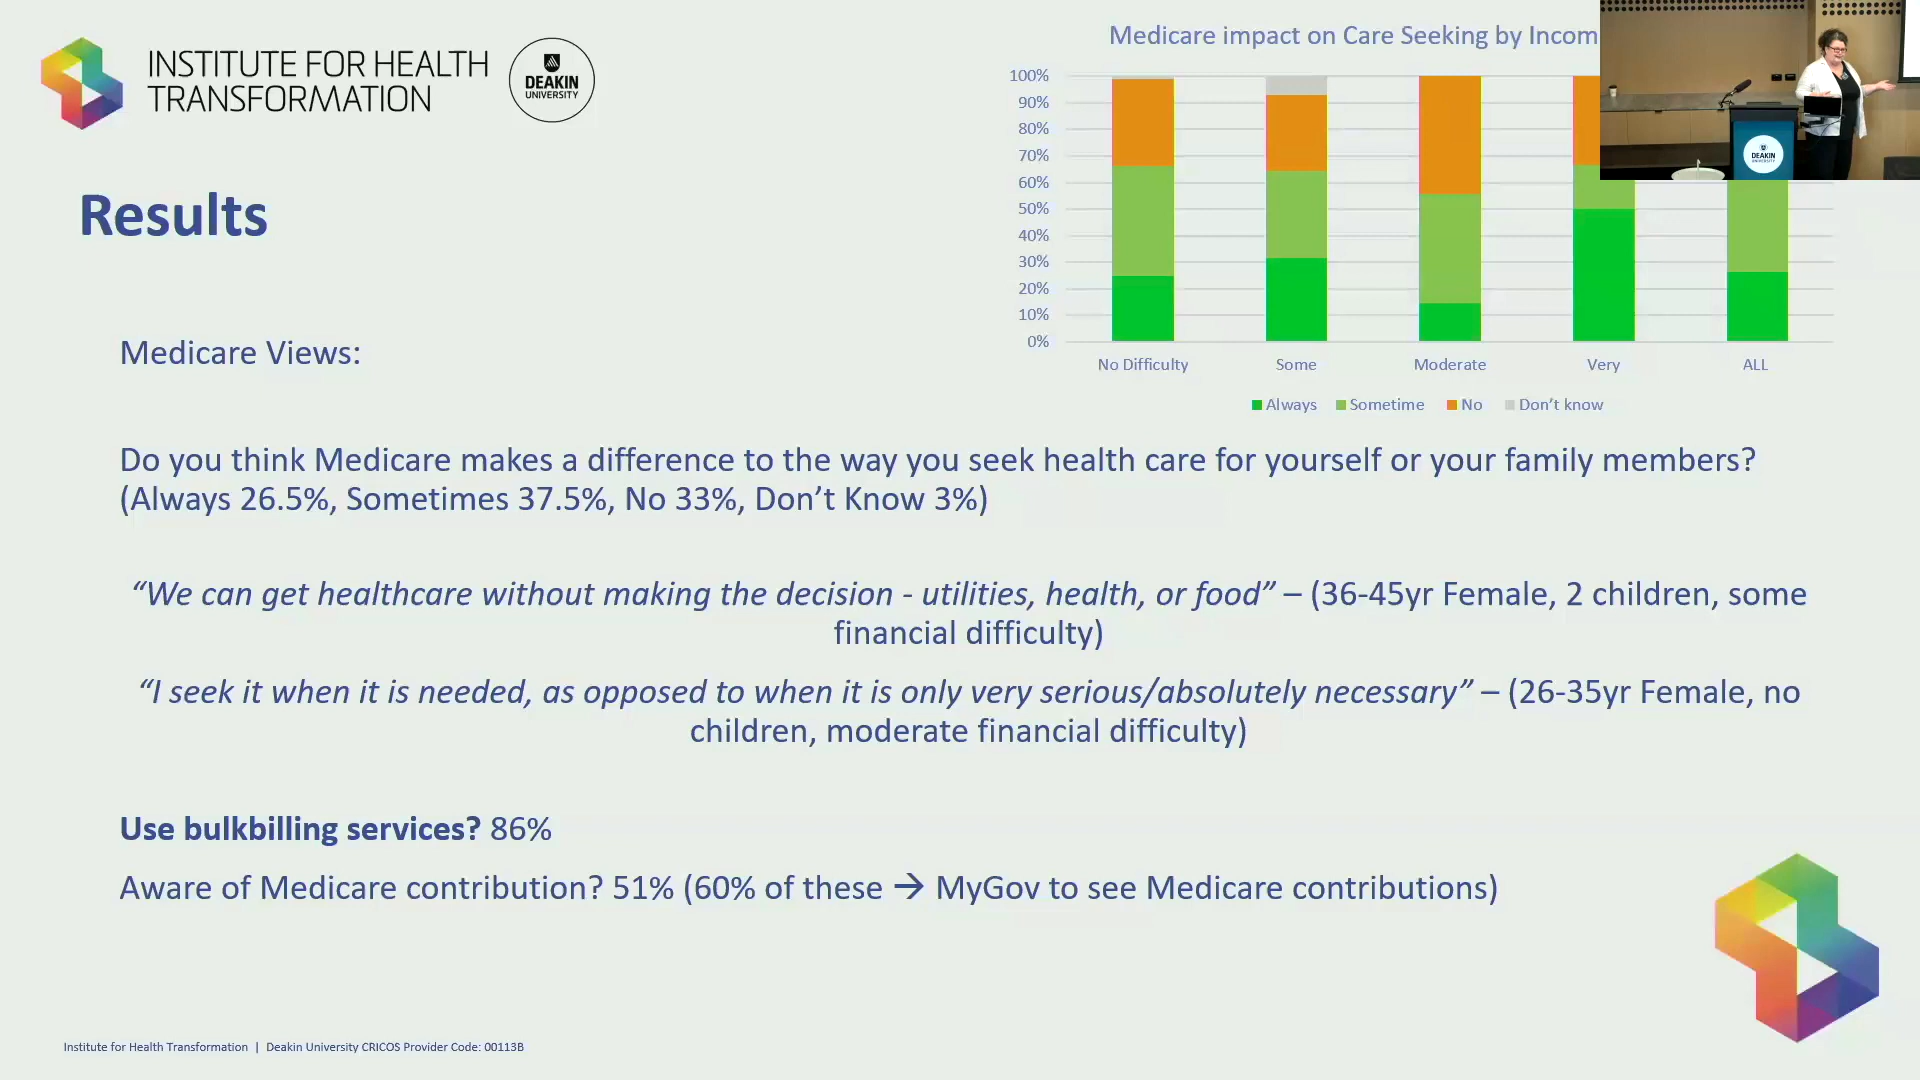 INSTITUTE FOR HEALTH
TRANSFORMATION
DEAKIN
UNIVERSITY
Medicare impact on Care Seeking by Incom
100%
90%
80%
70%
60%
50%
40%
30%
20%
10%
0%
No Difficulty
Some
Moderate
Very
ALL
Always
Sometime
No
Don't know
DEAKIN
UNIVERSITY
Results
Medicare Views:
Do you think Medicare makes a difference to the way you seek health care for yourself or your family members?
(Always 26.5%, Sometimes 37.5%, No 33%, Don't Know 3%)
“We can get healthcare without making the decision - utilities, health, or food” – (36-45yr Female, 2 children, some
financial difficulty)
“I seek it when it is needed, as opposed to when it is only very serious/absolutely necessary” – (26-35yr Female, no
children, moderate financial difficulty)
Use bulkbilling services? 86%
Aware of Medicare contribution? 51% (60% of these → MyGov to see Medicare contributions)
Institute for Health Transformation | Deakin University CRICOS Provider Code: 00113B